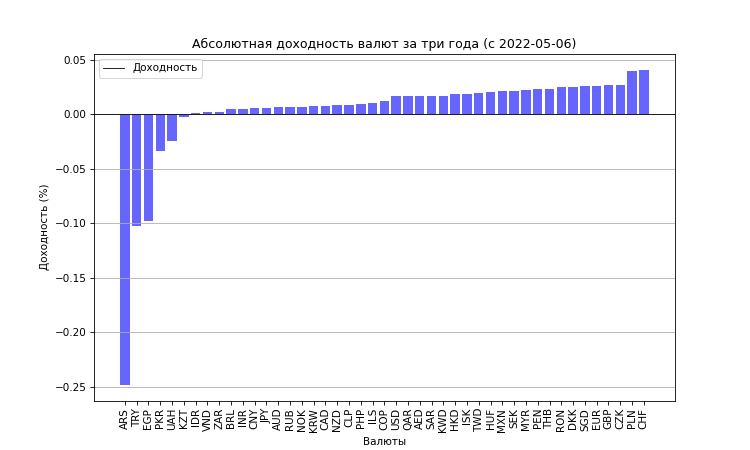 Абсолютная доходность валют за три года (с 2022-05-06)
Доходность
0.05
0.00
−0.05
−0.10
−0.15
−0.20
−0.25
Доходность (%)
ARS TRY EGP PKR UAH KZT IDR VND ZAR BRL INR CNY JPY AUD RUB NOK KRW CAD NZD CLP PHP ILS COP USD QAR AED SAR KWD HKD ISK TWD HUF MXN SEK MYR PEN THB RON DKK SGD EUR GBP CZK PLN CHF
Валюты